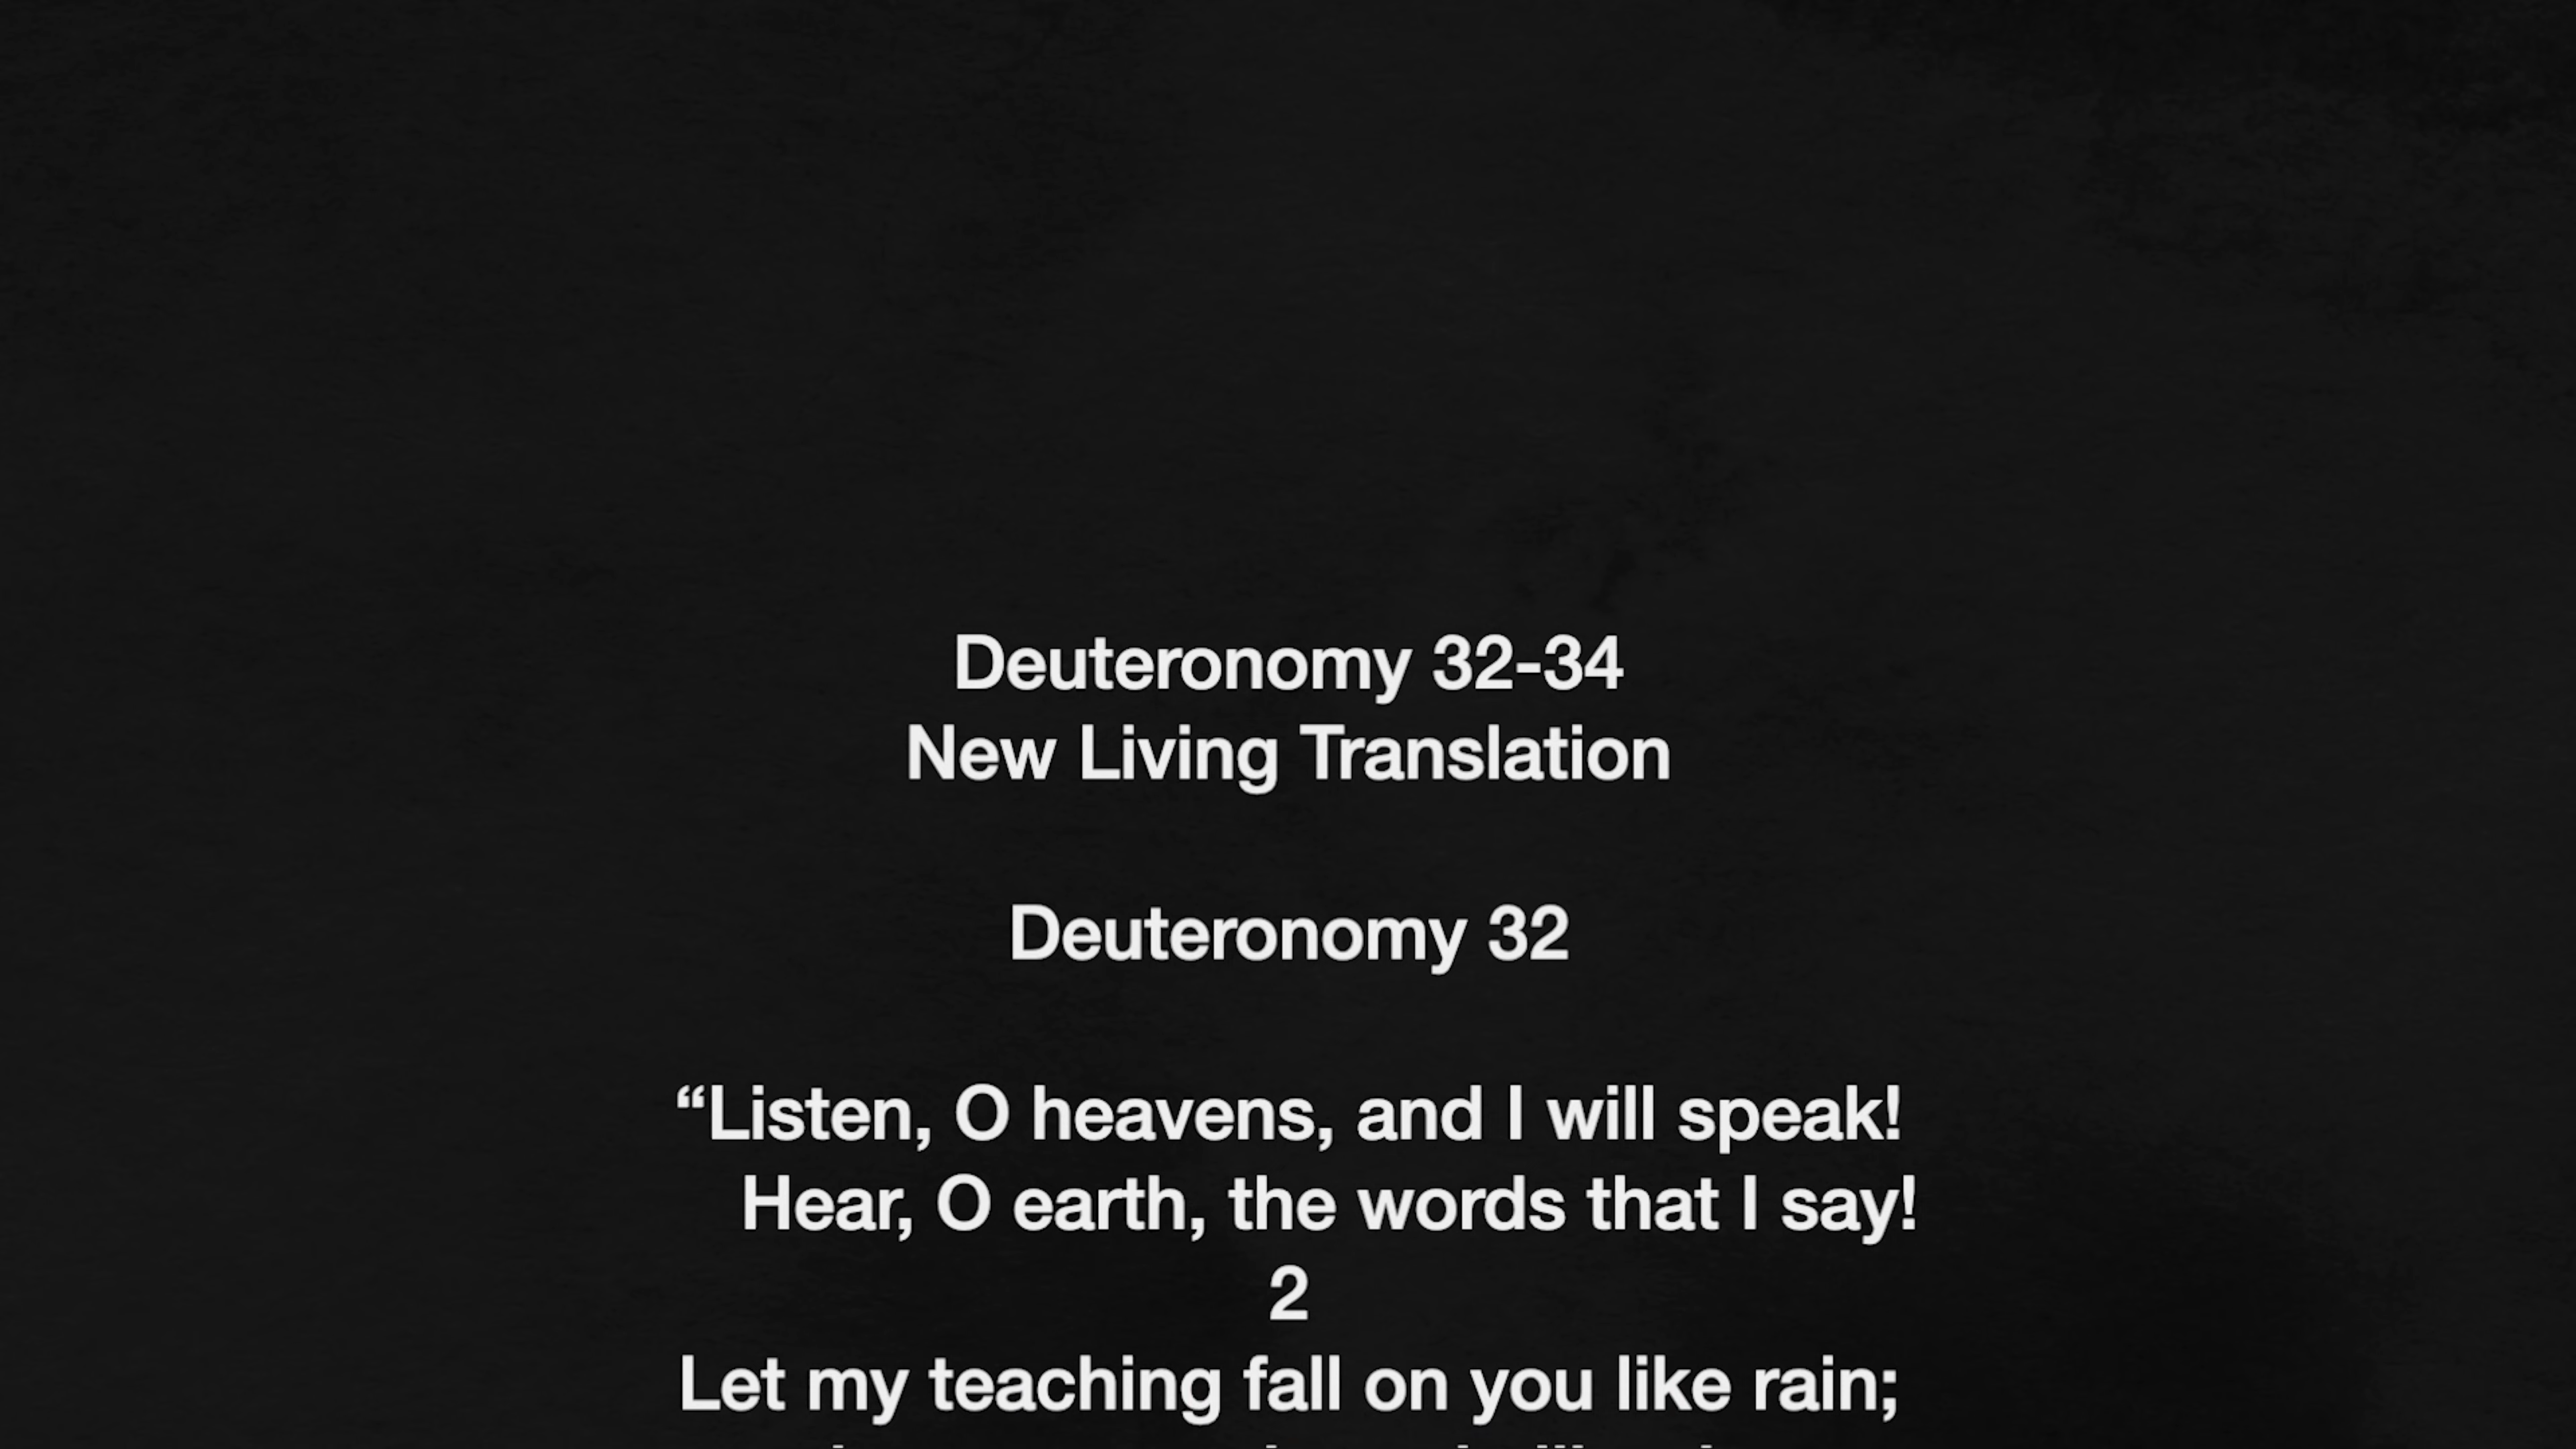 Deuteronomy 32-34
New Living Translation
Deuteronomy 32
“Listen, O heavens, and I will speak!
Hear, O earth, the words that I say!
2
Let my teaching fall on you like rain;